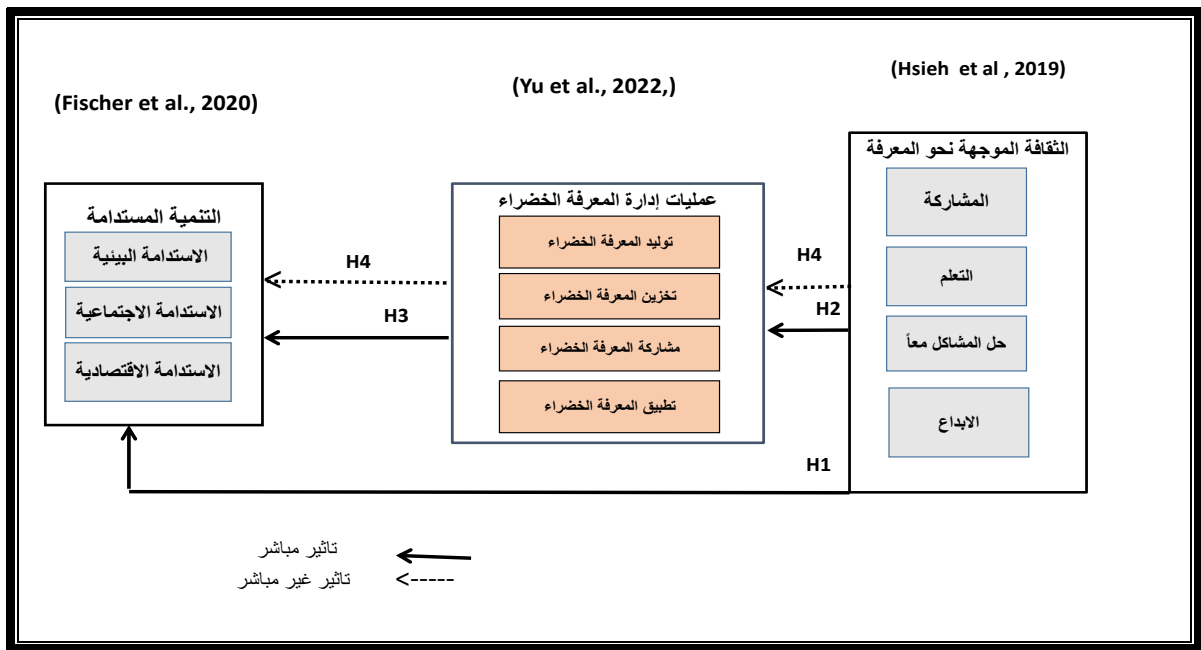 (Hsieh et al , 2019)
(Yu et al., 2022,)
(Fischer et al., 2020)
الثقافة الموجهة نحو المعرفة
المشاركة
التعلم
حل المشاكل معاً
الابداع
H4
H2
عمليات إدارة المعرفة الخضراء
توليد المعرفة الخضراء
تخزين المعرفة الخضراء
مشاركة المعرفة الخضراء
تطبيق المعرفة الخضراء
H4
H3
التنمية المستدامة
الاستدامة البيئية
الاستدامة الاجتماعية
الاستدامة الاقتصادية
H1
تاثير مباشر
تاثير غير مباشر